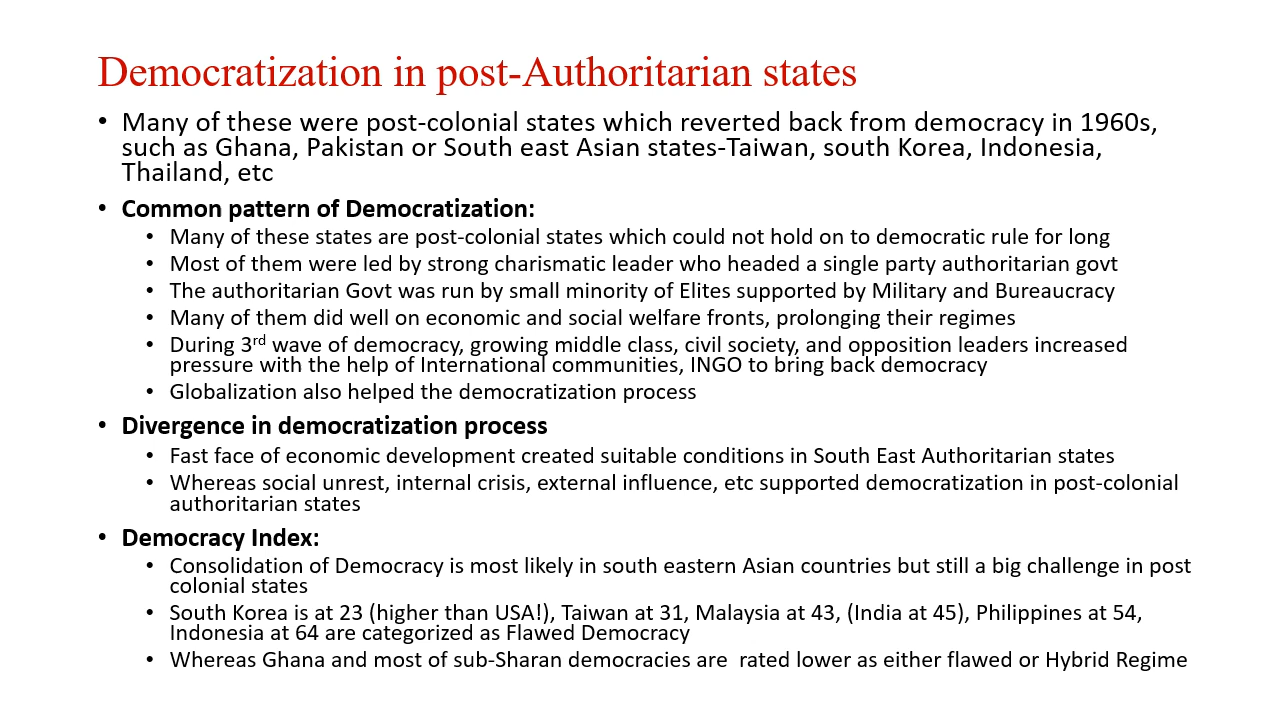 Democratization in post-Authoritarian states
• Many of these were post-colonial states which reverted back from democracy in 1960s,
such as Ghana, Pakistan or South east Asian states-Taiwan, south Korea, Indonesia,
Thailand, etc
• Common pattern of Democratization:
• Many of these states are post-colonial states which could not hold on to democratic rule for long
• Most of them were led by strong charismatic leader who headed a single party authoritarian govt
• The authoritarian Govt was run by small minority of Elites supported by Military and Bureaucracy
• Many of them did well on economic and social welfare fronts, prolonging their regimes
• During 3rd wave of democracy, growing middle class, civil society, and opposition leaders increased
pressure with the help of International communities, INGO to bring back democracy
• Globalization also helped the democratization process
• Divergence in democratization process
• Fast face of economic development created suitable conditions in South East Authoritarian states
• Whereas social unrest, internal crisis, external influence, etc supported democratization in post-colonial
authoritarian states
• Democracy Index:
• Consolidation of Democracy is most likely in south eastern Asian countries but still a big challenge in post
colonial states
• South Korea is at 23 (higher than USA!), Taiwan at 31, Malaysia at 43, (India at 45), Philippines at 54,
Indonesia at 64 are categorized as Flawed Democracy
• Whereas Ghana and most of sub-Sharan democracies are  rated lower as either flawed or Hybrid Regime